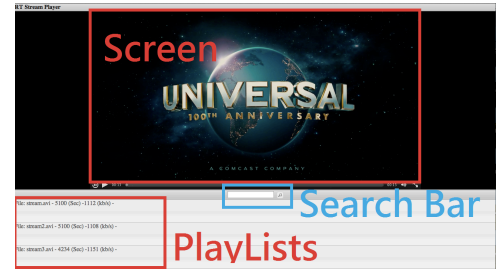 RT Stream Player
Screen
UNIVERSAL
100TH ANNIVERSARY
A COMCAST COMPANY
Search Bar
File: stream.avi - 5100 (Sec) -1112 (kb/s) -
File: stream2.avi - 5100 (Sec) -1108 (kb/s) -
File: stream3.avi - 4234 (Sec) -1151 (kb/s) -
PlayLists